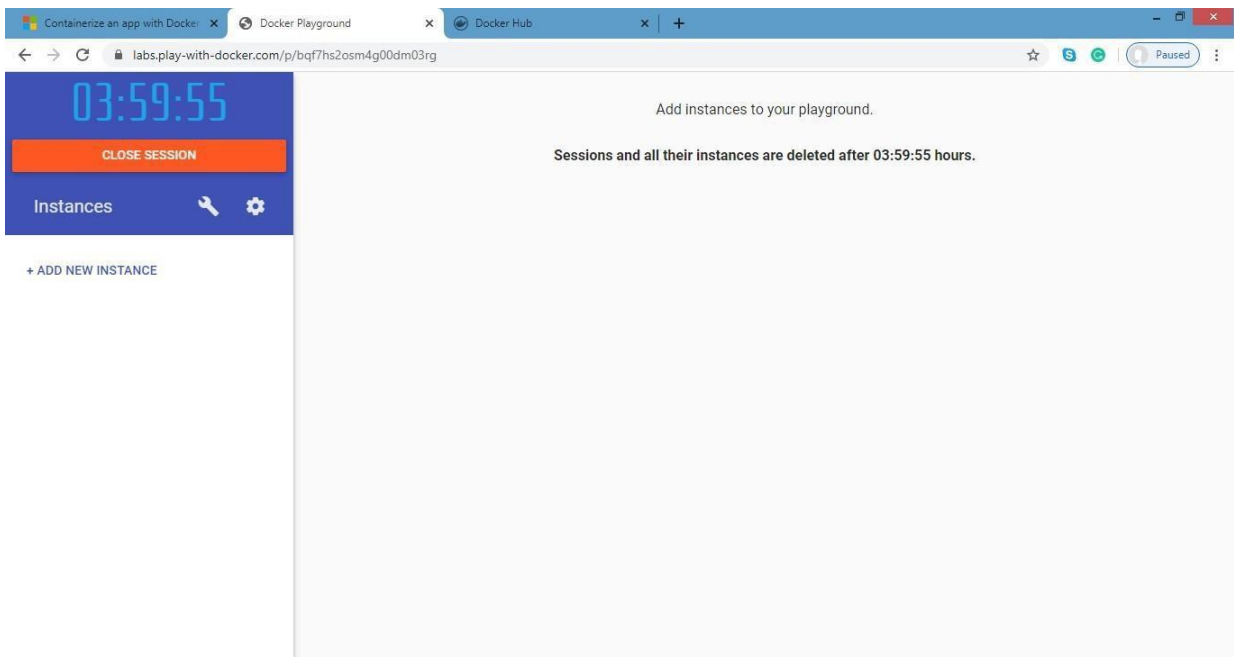 Containerize an app with Docker
Docker Playground
Docker Hub
labs.play-with-docker.com/p/bqf7hs2osm4g00dm03rg
Paused
03:59:55
CLOSE SESSION
Instances
+ ADD NEW INSTANCE
Add instances to your playground.
Sessions and all their instances are deleted after 03:59:55 hours.